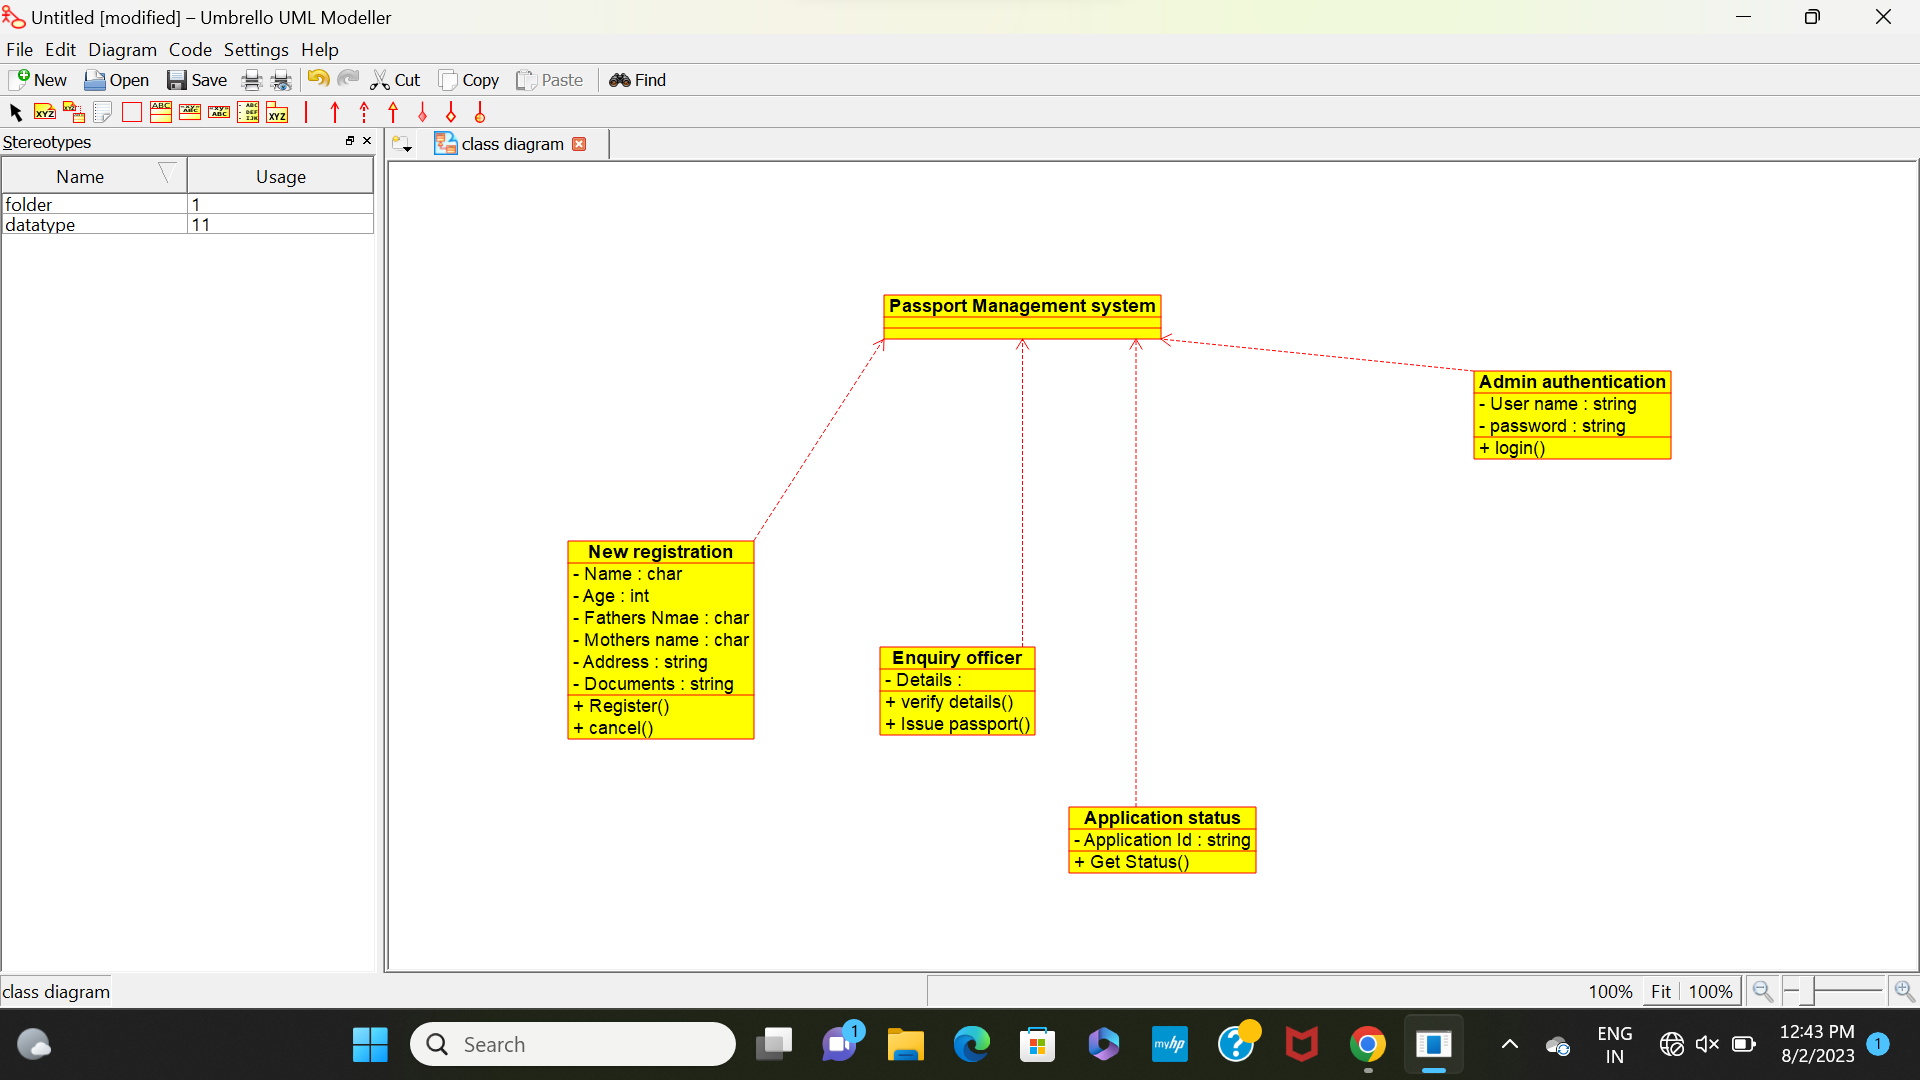 Untitled [modified] – Umbrello UML Modeller
File Edit Diagram Code Settings Help
New Open Save Cut Copy Paste Find
Stereotypes
class diagram
Name Usage
folder 1
datatype 11
Passport Management system
Admin authentication
- User name : string
- password : string
+ login()
New registration
- Name : char
- Age : int
- Fathers Nmae : char
- Mothers name : char
- Address : string
- Documents : string
+ Register()
+ cancel()
Enquiry officer
- Details :
+ verify details()
+ Issue passport()
Application status
- Application Id : string
+ Get Status()
class diagram
100% Fit 100%
Search
1
myhp
ENG
IN
12:43 PM
8/2/2023
1